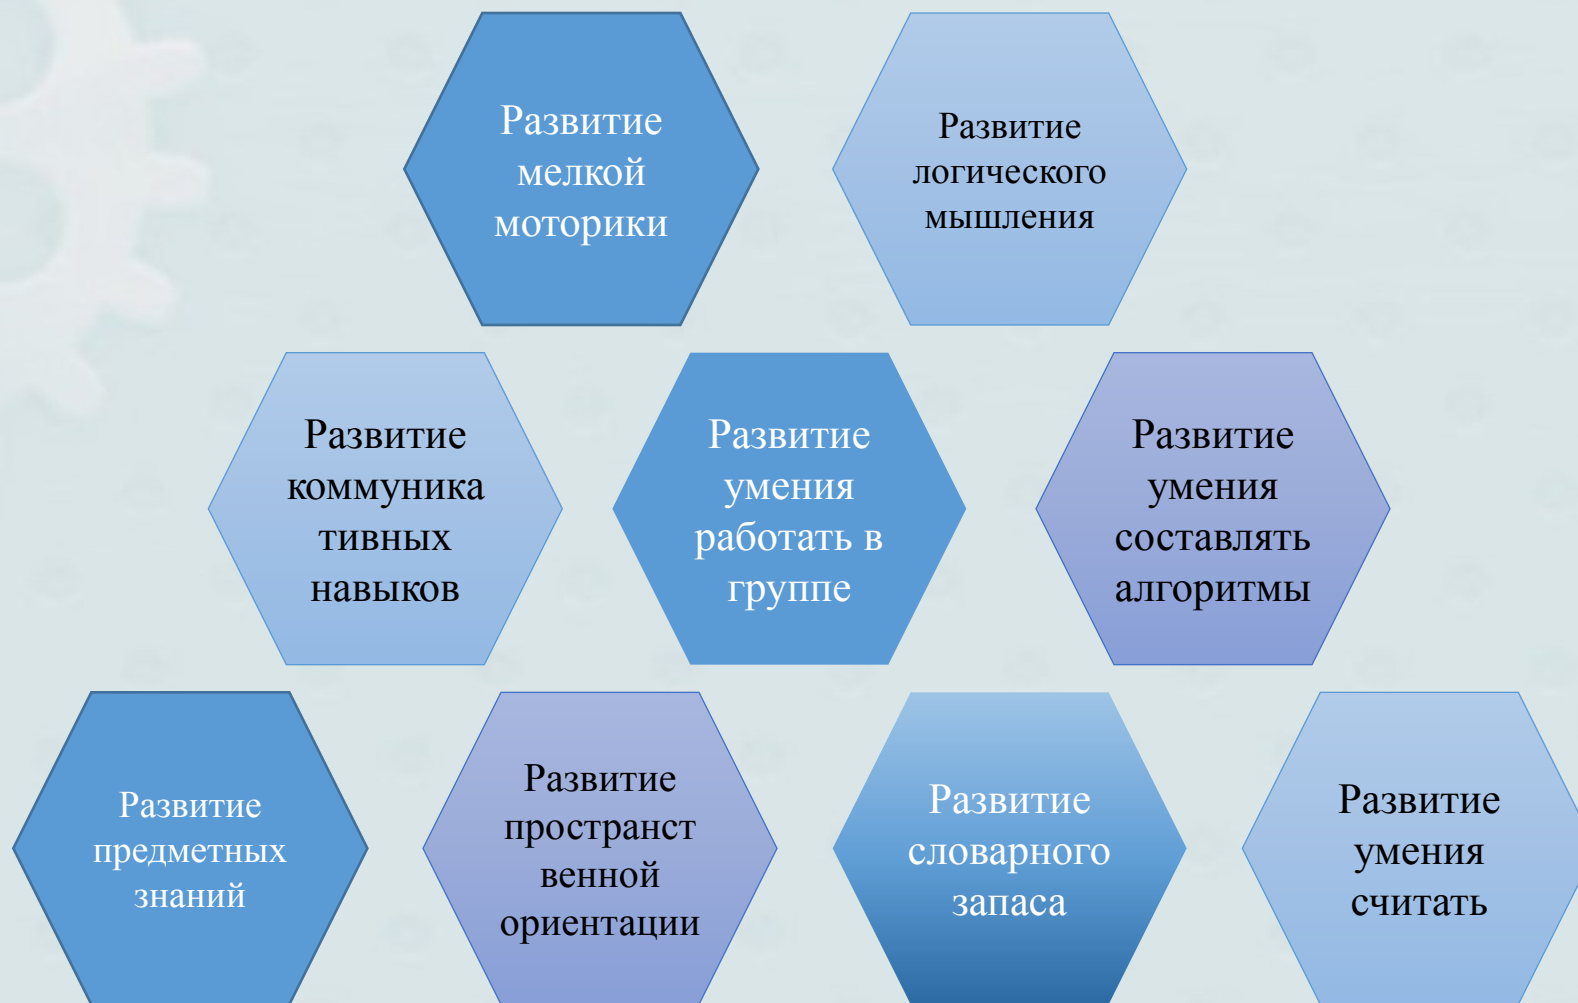 Развитие
мелкой
моторики
Развитие
логического
мышления
Развитие
коммуника
тивных
навыков
Развитие
умения
работать в
группе
Развитие
умения
составлять
алгоритмы
Развитие
предметных
знаний
Развитие
пространст
венной
ориентации
Развитие
словарного
запаса
Развитие
умения
считать